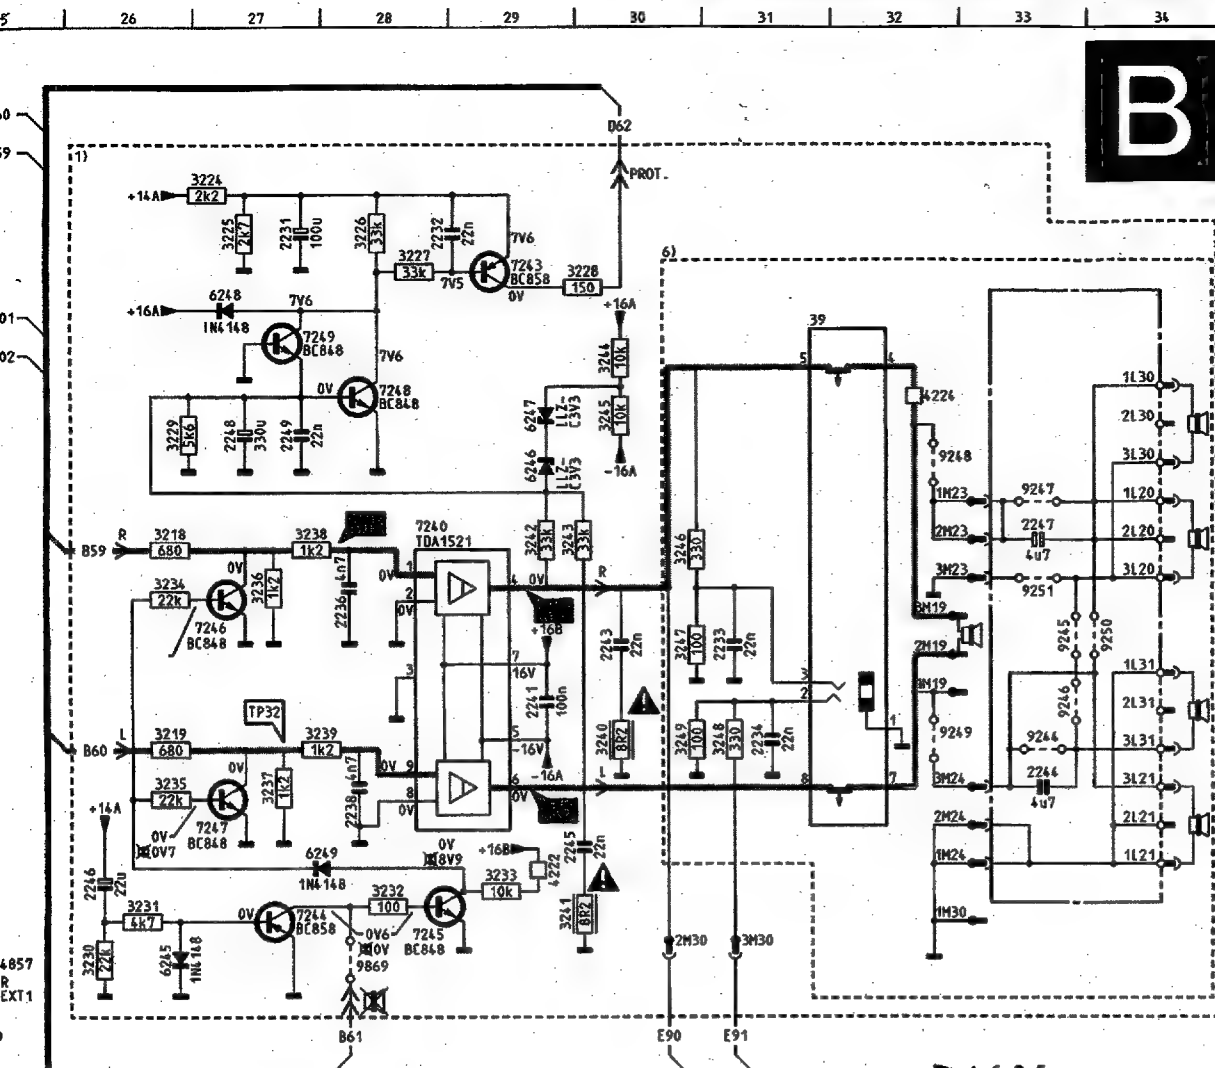 26 27 28 29 30 31 32 33 34
B
D62
1)
PROT.
+14A
3224
2k2
3225
2k7
2231
100u
3226
33k
2232
22n
7V6
3227
33k
7V5
7243
BC858
0V
3228
150
6)
+16A
6248
1N4148
7V6
+16A
7249
BC848
7V6
39
3244
10k
5
4
0V
7248
BC848
6247
LLZ-
C3V3
3245
10k
4224
1L30
2L30
3229
5k6
2248
330u
2249
22n
6246
LLZ-
C3V3
-16A
9248
3L30
1M23
9247
1L20
2M23
2247
4u7
2L20
3M23
9251
3L20
B59
R
3218
680
3238
1k2
7240
TDA1521
3242
33k
3243
33k
3246
330
0V
0V
1
4
0V
R
3234
22k
3236
1k2
2236
4n7
2
0V
7246
BC848
+16B
2243
22n
3247
100
2233
22n
3M19
2M19
1M19
9245
9250
7
16V
3
2241
100n
3
2
1
1L31
2L31
9246
TP32
5
-16V
-16A
3240
8R2
3249
100
3248
330
2234
22n
9249
9244
3L31
B60
L
3219
680
3239
1k2
0V
9
6
0V
L
8
7
3M24
2244
4u7
3L21
3235
22k
0V
3237
1k2
2238
4n7
8
0V
+14A
0V
0V7
7247
BC848
2M24
2L21
1M24
1L21
6249
1N4148
0V
8V9
+16B
4222
2245
22n
2246
22u
3231
4k7
0V
7244
BC858
3232
100
3233
10k
7245
BC848
3241
8R2
1M30
0V6
0V
9869
3230
22k
6245
1N4148
2M30
3M30
4857
R
EXT1
B61
E90
E91